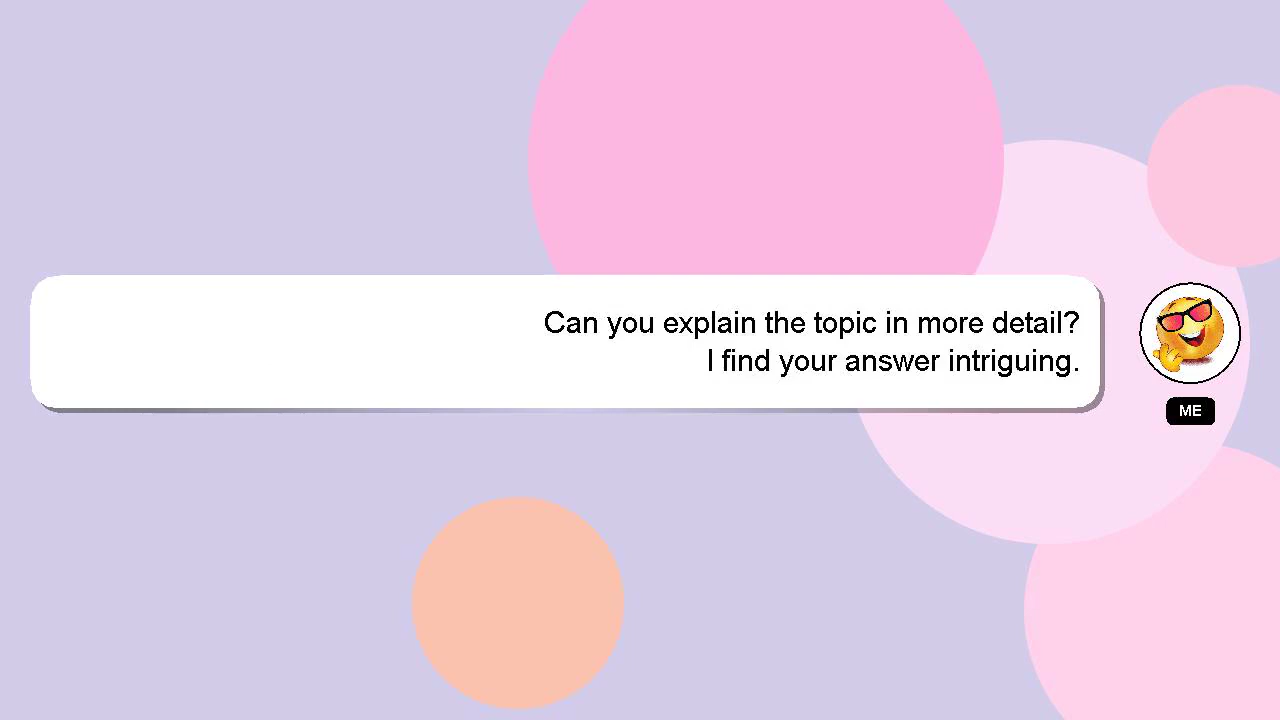 Can you explain the topic in more detail?
I find your answer intriguing.
ME